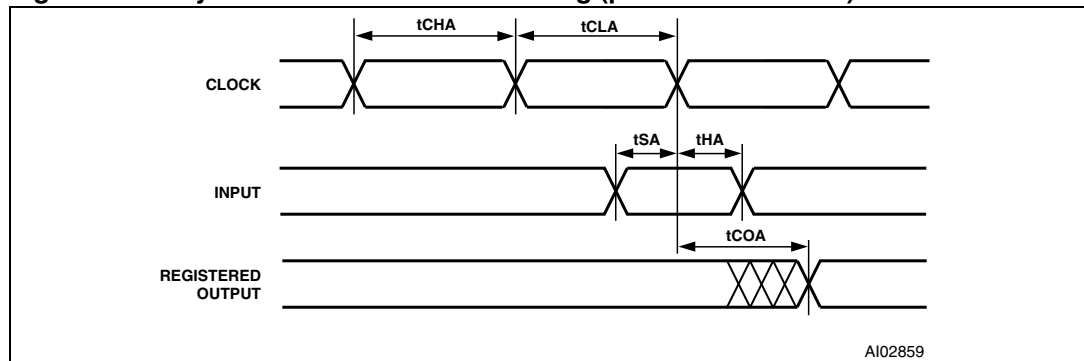 tCHA tCLA
CLOCK
tSA tHA
INPUT
tCOA
REGISTERED
OUTPUT
AI02859